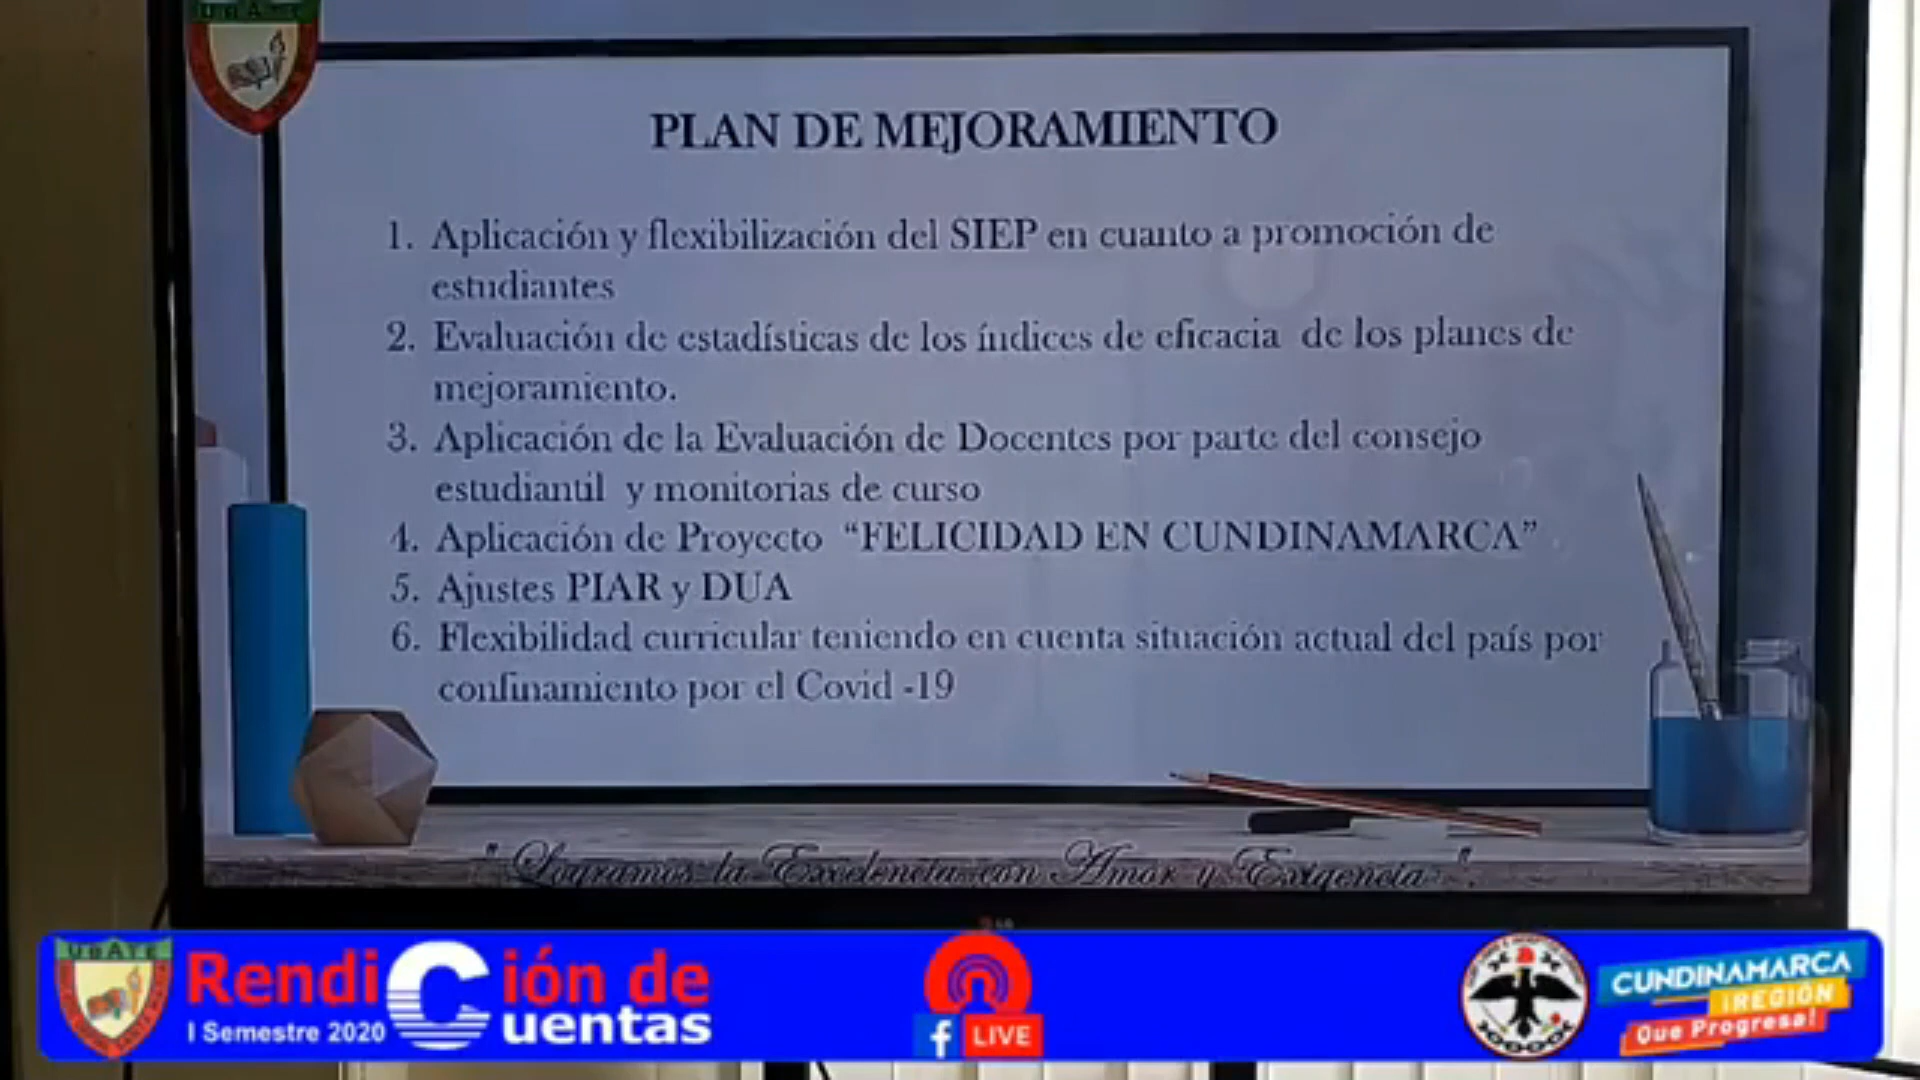 UBATE
PLAN DE MEJORAMIENTO
1. Aplicación y flexibilización del SIEP en cuanto a promoción de
estudiantes
2. Evaluación de estadísticas de los índices de eficacia de los planes de
mejoramiento.
3. Aplicación de la Evaluación de Docentes por parte del consejo
estudiantil y monitorias de curso
4. Aplicación de Proyecto “FELICIDAD EN CUNDINAMARCA”
5. Ajustes PIAR y DUA
6. Flexibilidad curricular teniendo en cuenta situación actual del país por
confinamiento por el Covid -19
"Logramos la Excelencia con Amor y Exigencia".
LG
UBATE
Rendición de
Cuentas
I Semestre 2020
f LIVE
CUNDINAMARCA
¡REGIÓN
Que Progresa!